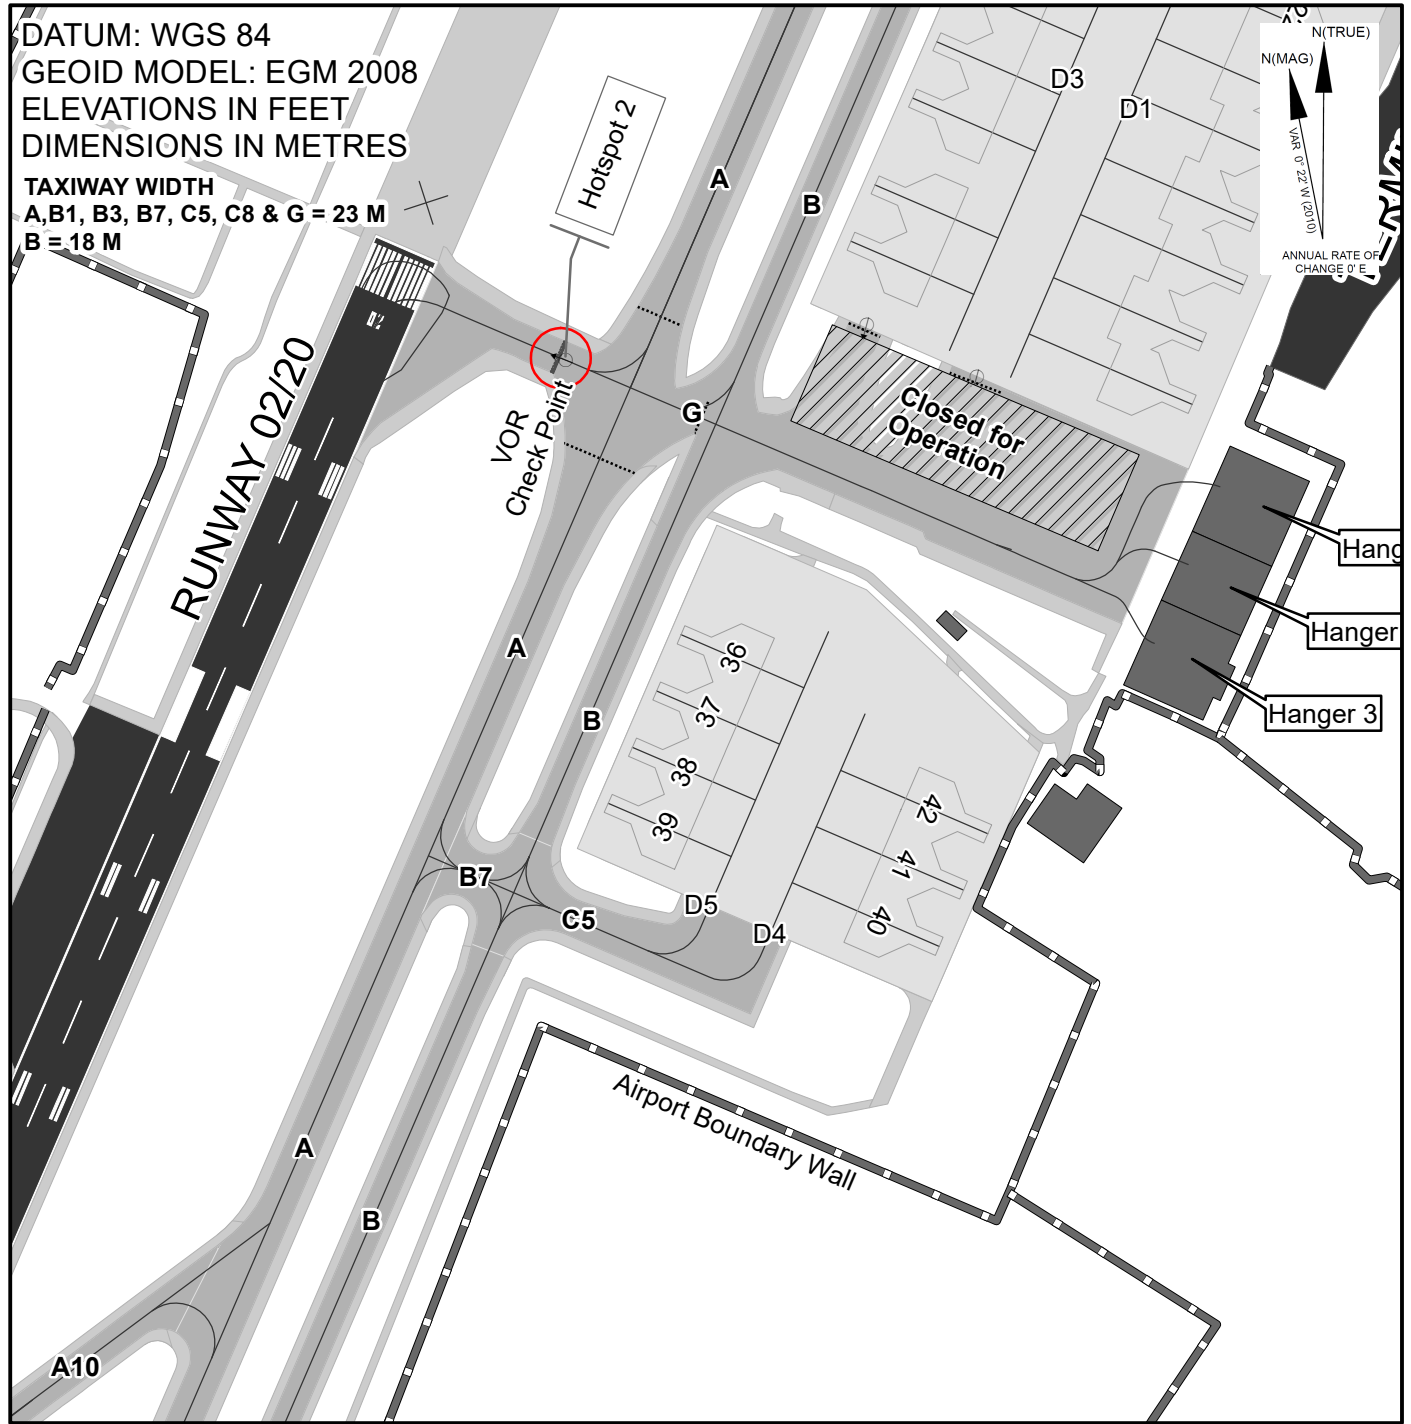 DATUM: WGS 84
GEOID MODEL: EGM 2008
ELEVATIONS IN FEET
DIMENSIONS IN METRES
TAXIWAY WIDTH
A,B1, B3, B7, C5, C8 & G = 23 M
B = 18 M
N(TRUE)
N(MAG)
VAR 0° 22' W (2010)
ANNUAL RATE OF
CHANGE 0' E
D3
D1
Hotspot 2
A
B
RUNWAY 02/20
VOR
Check Point
G
Closed for
Operation
Hang
Hanger
Hanger 3
A
B
36
37
38
39
42
41
40
B7
C5
D5
D4
Airport Boundary Wall
A
B
A10